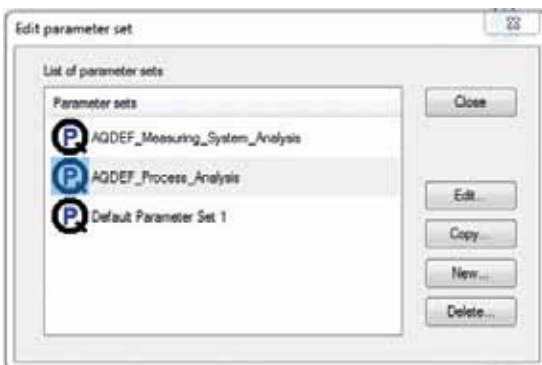 Edit parameter set
List of parameter sets
Parameter sets
Close
AQDEF_Measuring_System_Analysis
AQDEF_Process_Analysis
Edit...
Default Parameter Set 1
Copy...
New...
Delete...